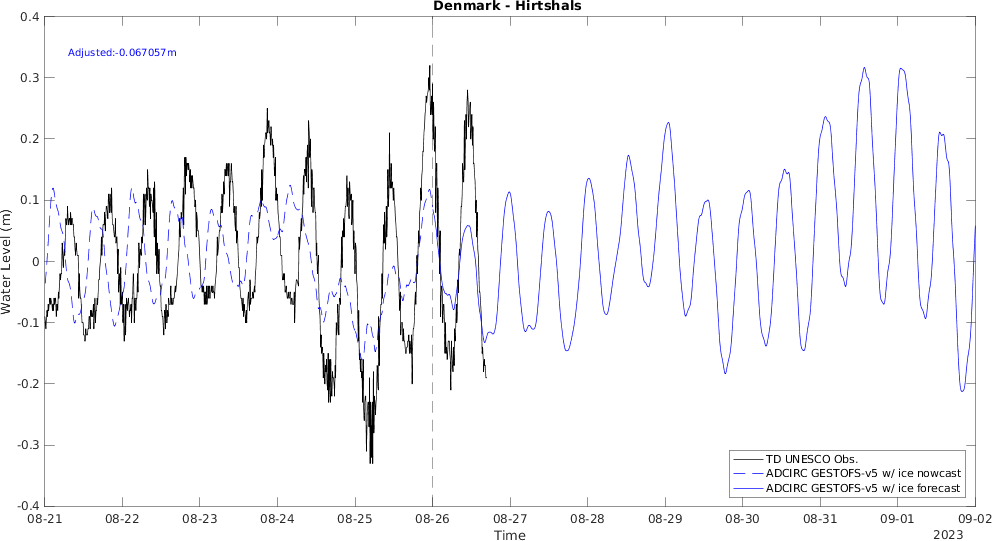 Denmark - Hirtshals
Adjusted:-0.067057m
Water Level (m)
0.4
0.3
0.2
0.1
0
-0.1
-0.2
-0.3
-0.4
TD UNESCO Obs.
ADCIRC GESTOFS-v5 w/ ice nowcast
ADCIRC GESTOFS-v5 w/ ice forecast
08-21 08-22 08-23 08-24 08-25 08-26 08-27 08-28 08-29 08-30 08-31 09-01 09-02
Time
2023